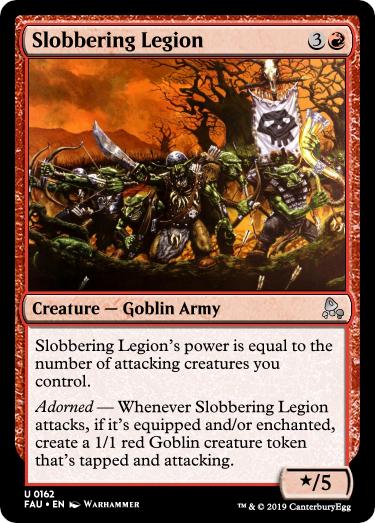 Slobbering Legion 3
Creature — Goblin Army
Slobbering Legion's power is equal to the
number of attacking creatures you
control.
Adorned — Whenever Slobbering Legion
attacks, if it's equipped and/or enchanted,
create a 1/1 red Goblin creature token
that's tapped and attacking.
★/5
U 0162
FAU • EN WARHAMMER
™ & © 2019 CanterburyEgg